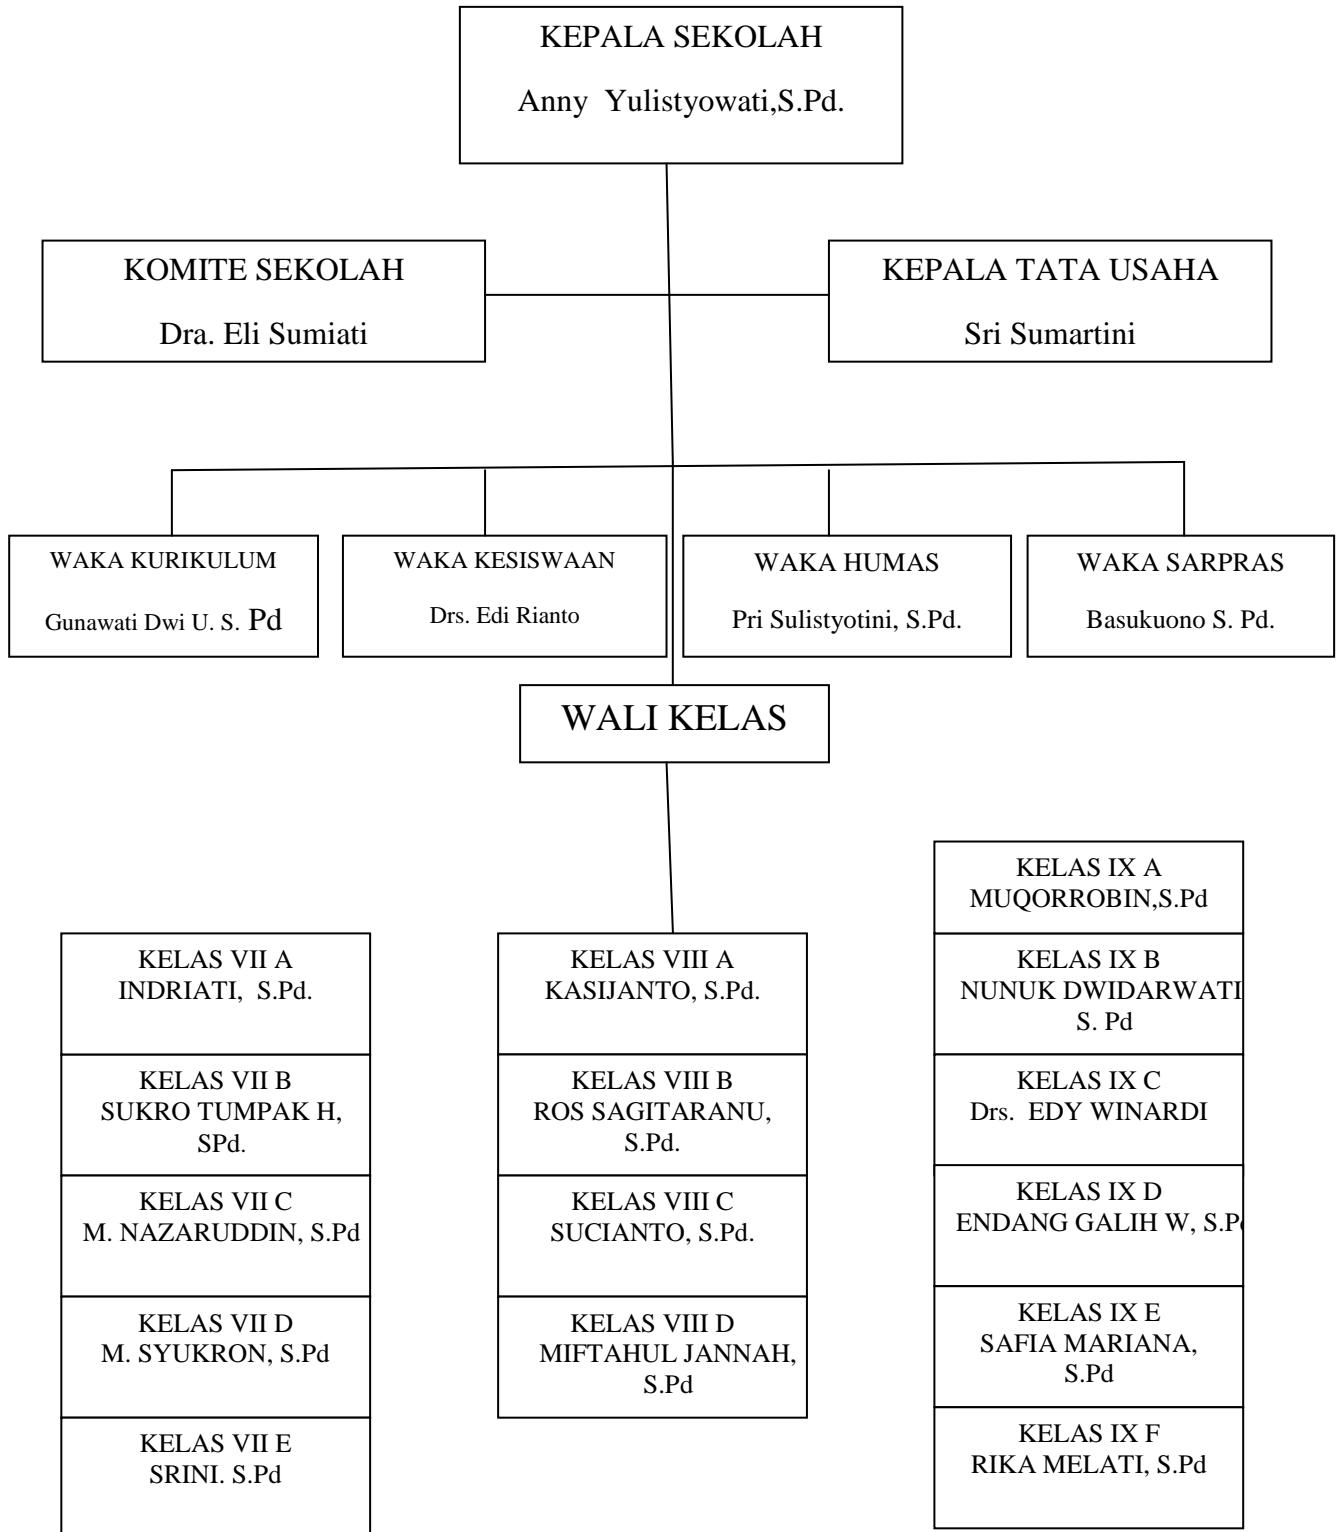 KEPALA SEKOLAH
Anny Yulistyowati,S.Pd.
KOMITE SEKOLAH
Dra. Eli Sumiati
KEPALA TATA USAHA
Sri Sumartini
WAKA KURIKULUM
Gunawati Dwi U. S. Pd
WAKA KESISWAAN
Drs. Edi Rianto
WAKA HUMAS
Pri Sulistyotini, S.Pd.
WAKA SARPRAS
Basukuono S. Pd.
WALI KELAS
KELAS VII A
INDRIATI, S.Pd.
KELAS VII B
SUKRO TUMPAK H,
SPd.
KELAS VII C
M. NAZARUDDIN, S.Pd
KELAS VII D
M. SYUKRON, S.Pd
KELAS VII E
SRINI. S.Pd
KELAS VIII A
KASIJANTO, S.Pd.
KELAS VIII B
ROS SAGITARANU,
S.Pd.
KELAS VIII C
SUCIANTO, S.Pd.
KELAS VIII D
MIFTAHUL JANNAH,
S.Pd
KELAS IX A
MUQORROBIN,S.Pd
KELAS IX B
NUNUK DWIDARWATI
S. Pd
KELAS IX C
Drs. EDY WINARDI
KELAS IX D
ENDANG GALIH W, S.Pd
KELAS IX E
SAFIA MARIANA,
S.Pd
KELAS IX F
RIKA MELATI, S.Pd